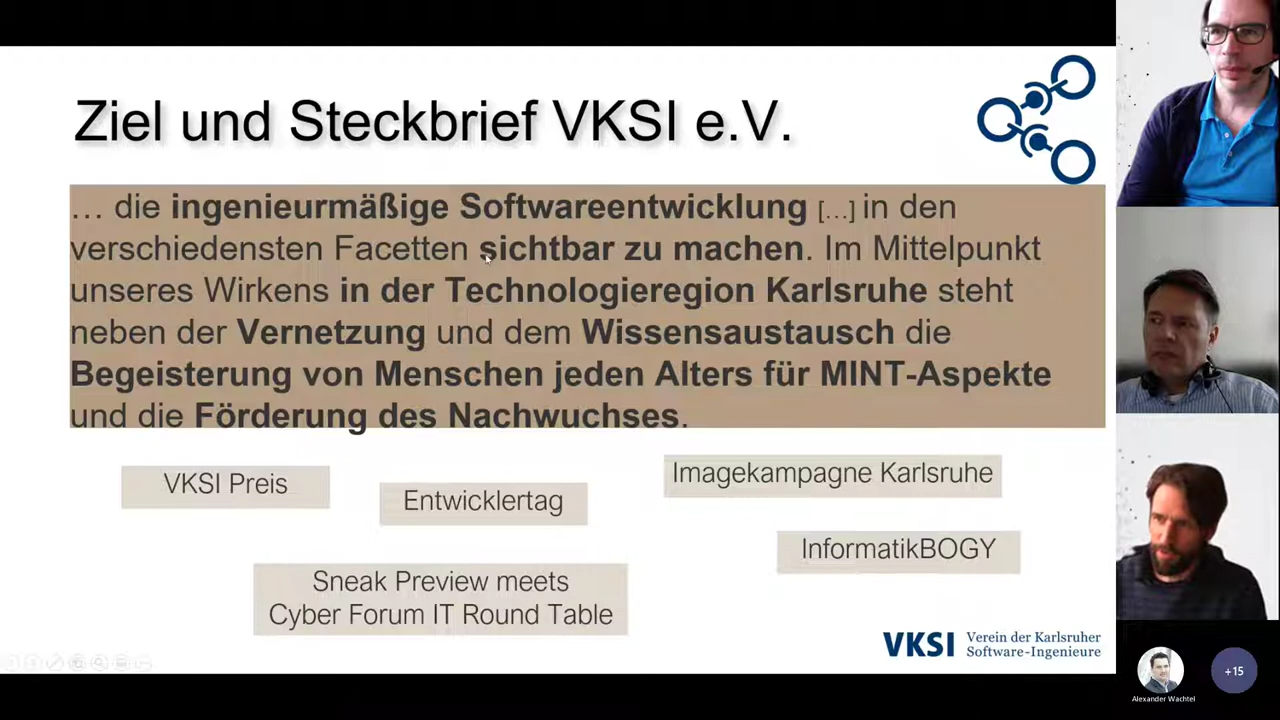 Ziel und Steckbrief VKSI e.V.
… die ingenieurmäßige Softwareentwicklung […] in den
verschiedensten Facetten sichtbar zu machen. Im Mittelpunkt
unseres Wirkens in der Technologieregion Karlsruhe steht
neben der Vernetzung und dem Wissensaustausch die
Begeisterung von Menschen jeden Alters für MINT-Aspekte
und die Förderung des Nachwuchses.
VKSI Preis
Entwicklertag
Imagekampagne Karlsruhe
InformatikBOGY
Sneak Preview meets
Cyber Forum IT Round Table
VKSI Verein der Karlsruher
Software-Ingenieure
Alexander Wachtel
+15